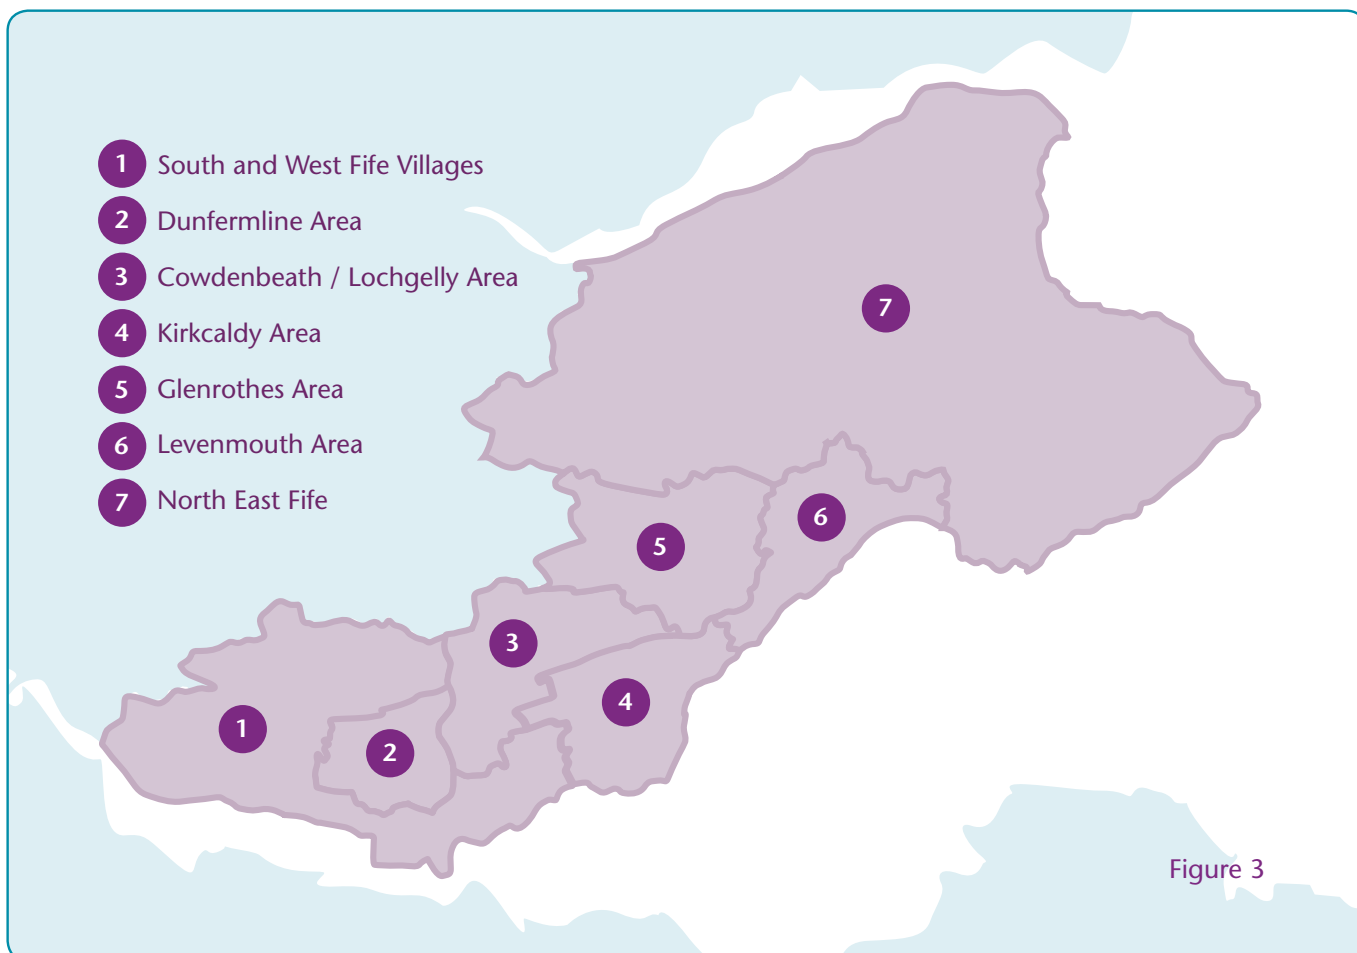 1 South and West Fife Villages
2 Dunfermline Area
3 Cowdenbeath / Lochgelly Area
4 Kirkcaldy Area
5 Glenrothes Area
6 Levenmouth Area
7 North East Fife
7
6
5
3
4
1
2
Figure 3